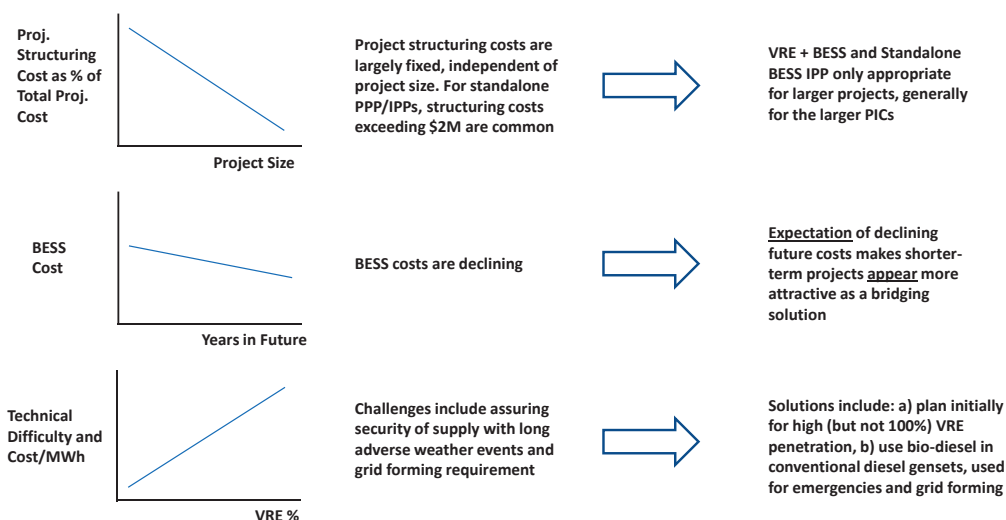 Proj.
Structuring
Cost as % of
Total Proj.
Cost
Project Size
Project structuring costs are
largely fixed, independent of
project size. For standalone
PPP/IPPs, structuring costs
exceeding $2M are common
VRE + BESS and Standalone
BESS IPP only appropriate
for larger projects, generally
for the larger PICs
BESS
Cost
Years in Future
BESS costs are declining
Expectation of declining
future costs makes shorter-
term projects appear more
attractive as a bridging
solution
Technical
Difficulty and
Cost/MWh
VRE %
Challenges include assuring
security of supply with long
adverse weather events and
grid forming requirement
Solutions include: a) plan initially
for high (but not 100%) VRE
penetration, b) use bio-diesel in
conventional diesel gensets, used
for emergencies and grid forming